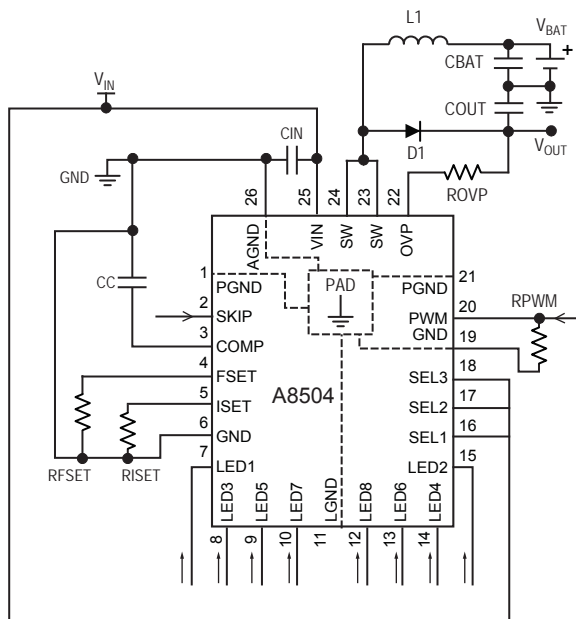 L1
VBAT
+
CBAT
VIN
COUT
CIN
D1
VOUT
GND
ROVP
26
25
24
23
22
AGND
VIN
SW
SW
OVP
1
PGND
PAD
PGND
21
CC
2
SKIP
PWM
20
RPWM
3
COMP
GND
19
4
FSET
SEL3
18
5
ISET
A8504
SEL2
17
6
GND
SEL1
16
7
LED1
LED2
15
RFSET
RISET
LED3
LED5
LED7
LGND
LED8
LED6
LED4
8
9
10
11
12
13
14